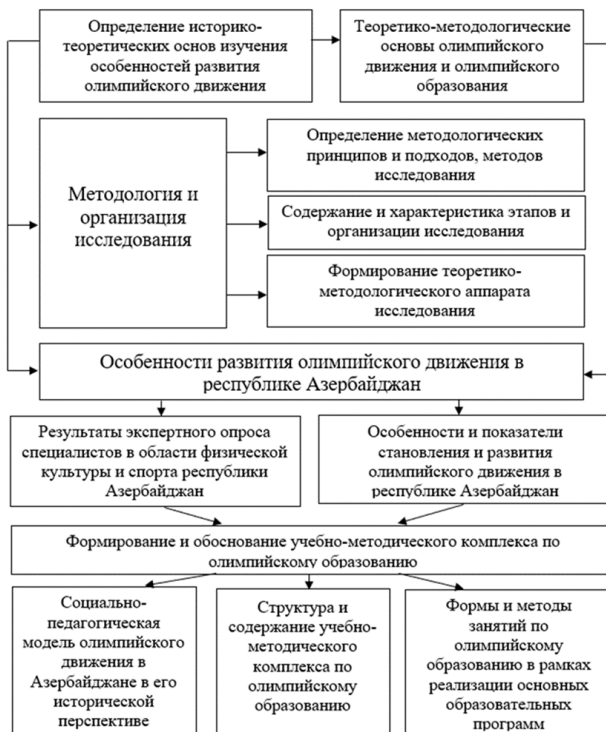 Определение историко-
теоретических основ изучения
особенностей развития
олимпийского движения
Теоретико-методологические
основы олимпийского
движения и олимпийского
образования
Методология и
организация
исследования
Определение методологических
принципов и подходов, методов
исследования
Содержание и характеристика этапов и
организации исследования
Формирование теоретико-
методологического аппарата
исследования
Особенности развития олимпийского движения в
республике Азербайджан
Результаты экспертного опроса
специалистов в области физической
культуры и спорта республики
Азербайджан
Особенности и показатели
становления и развития
олимпийского движения в
республике Азербайджан
Формирование и обоснование учебно-методического комплекса по
олимпийскому образованию
Социально-
педагогическая
модель олимпийского
движения в
Азербайджане в его
исторической
перспективе
Структура и
содержание учебно-
методического
комплекса по
олимпийскому
образованию
Формы и методы
занятий по
олимпийскому
образованию в рамках
реализации основных
образовательных
программ